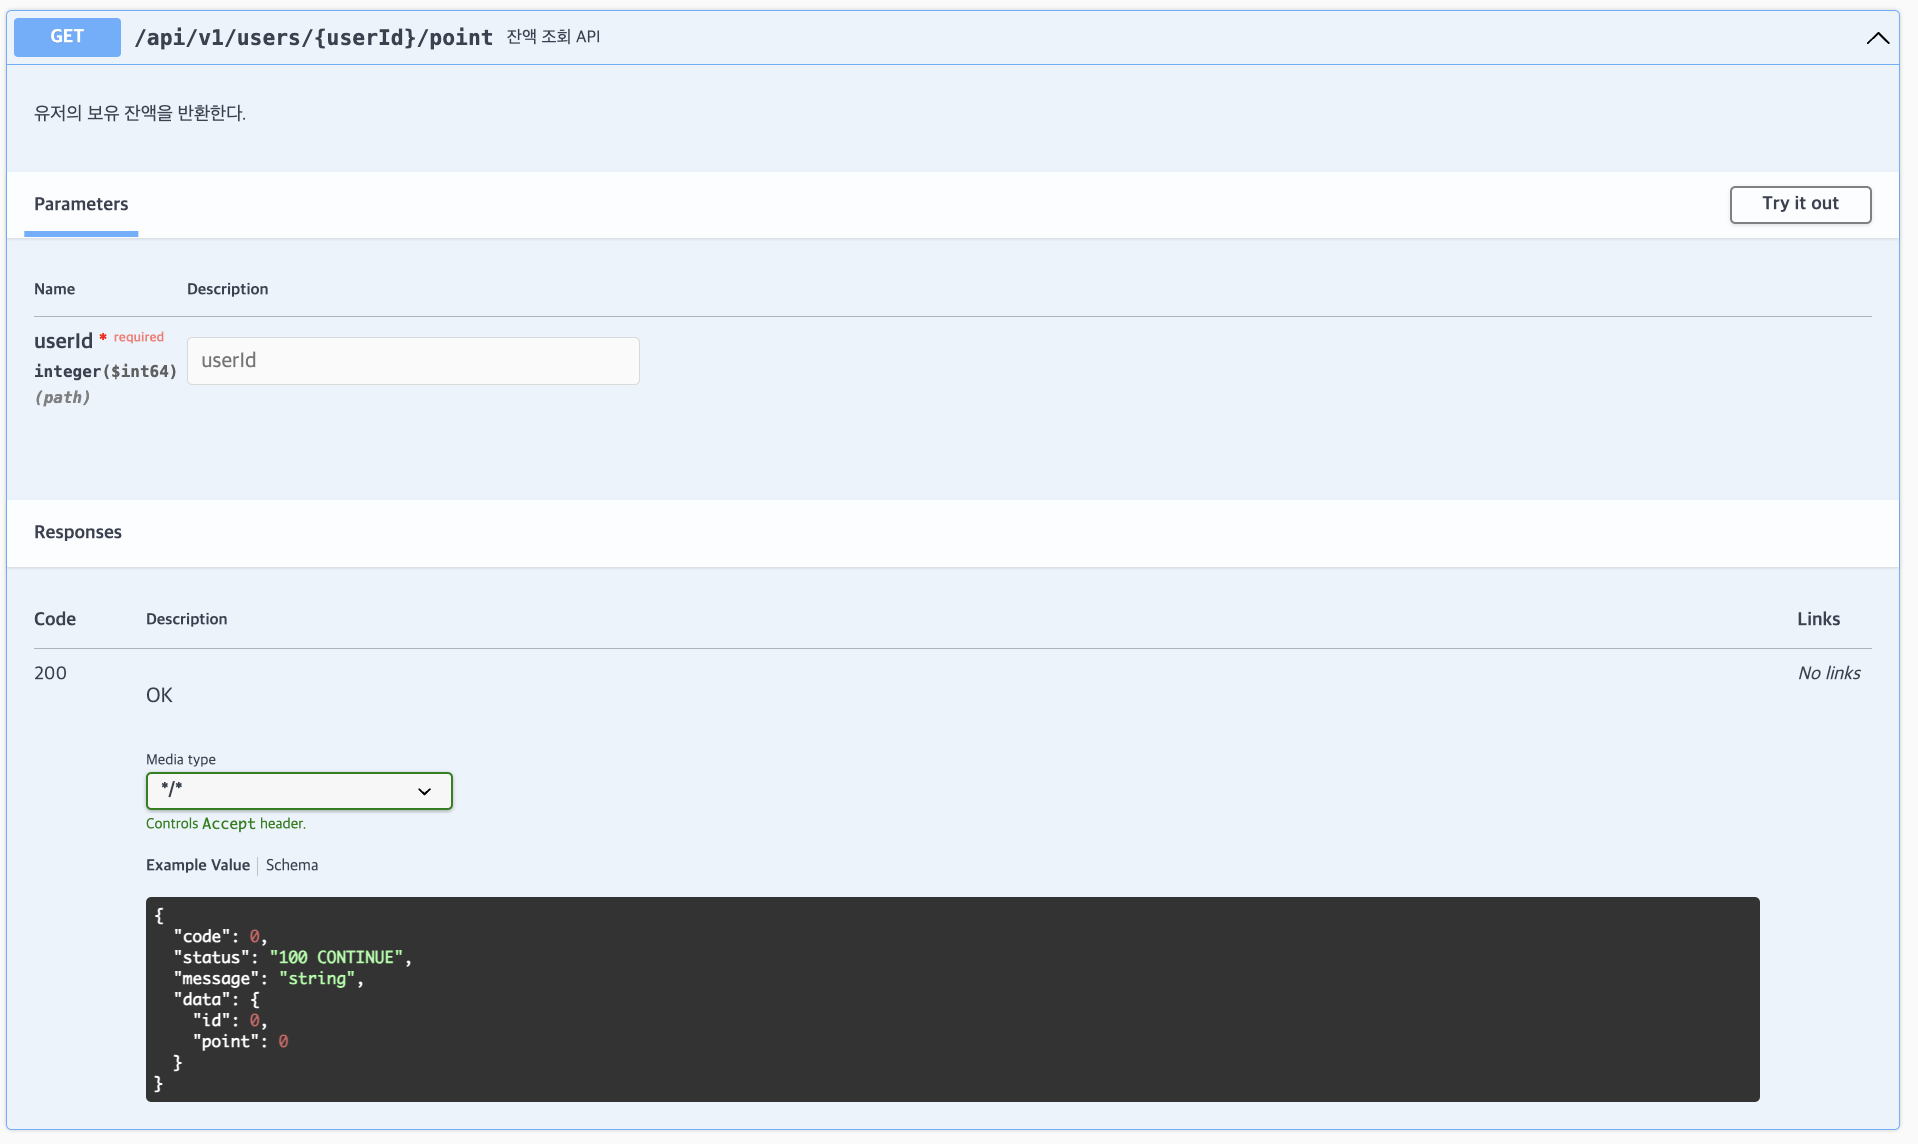 GET /api/v1/users/{userId}/point 잔액 조회 API
유저의 보유 잔액을 반환한다.
Parameters
Try it out
Name Description
userId * required
integer($int64)
(path)
userId
Responses
Code Description Links
200
OK
No links
Media type
*/*
Controls Accept header.
Example Value Schema
{
  "code": 0,
  "status": "100 CONTINUE",
  "message": "string",
  "data": {
    "id": 0,
    "point": 0
  }
}